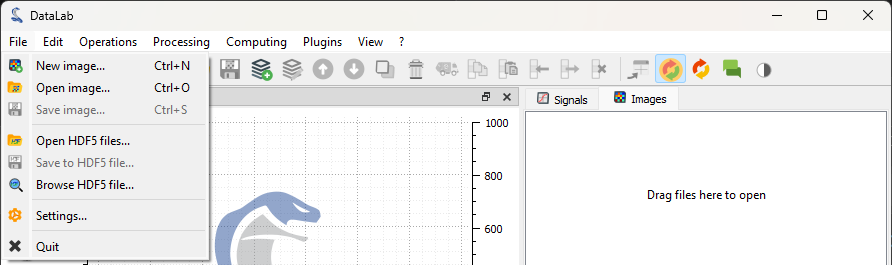 DataLab
File Edit Operations Processing Computing Plugins View ?
New image... Ctrl+N
Open image... Ctrl+O
Save image... Ctrl+S
Open HDF5 files...
Save to HDF5 file...
Browse HDF5 file...
Settings...
Quit
Signals Images
1000
800
600
Drag files here to open